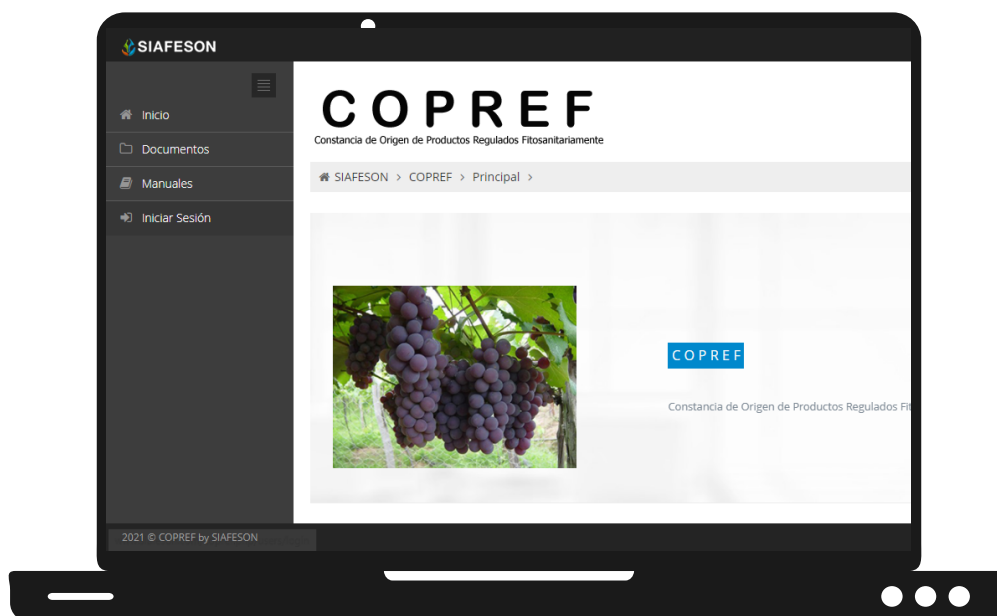 SIAFESON
Inicio
Documentos
Manuales
Iniciar Sesión
COPREF
Constancia de Origen de Productos Regulados Fitosanitariamente
SIAFESON > COPREF > Principal >
COPREF
Constancia de Origen de Productos Regulados Fit
2021 © COPREF by SIAFESON